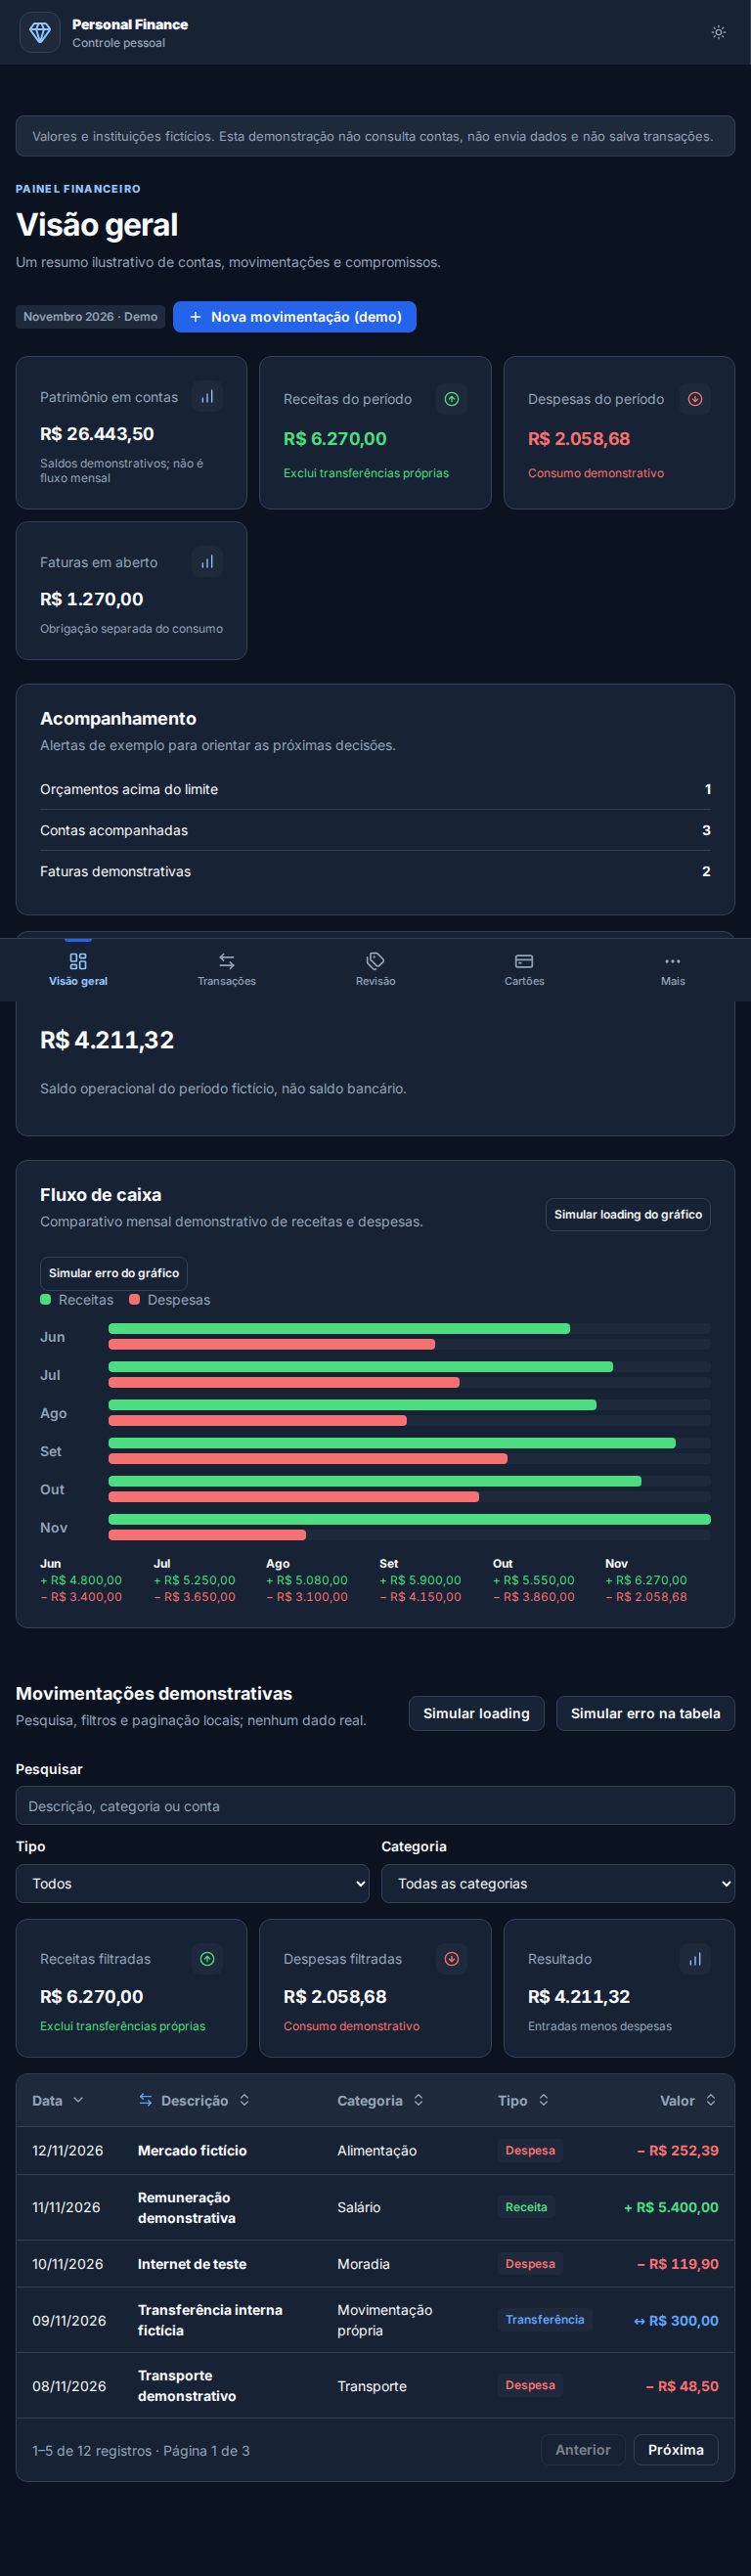 Personal Finance
Controle pessoal
Valores e instituições fictícios. Esta demonstração não consulta contas, não envia dados e não salva transações.
PAINEL FINANCEIRO
Visão geral
Um resumo ilustrativo de contas, movimentações e compromissos.
Novembro 2026 · Demo
Nova movimentação (demo)
Patrimônio em contas
R$ 26.443,50
Saldos demonstrativos; não é
fluxo mensal
Receitas do período
R$ 6.270,00
Exclui transferências próprias
Despesas do período
R$ 2.058,68
Consumo demonstrativo
Faturas em aberto
R$ 1.270,00
Obrigação separada do consumo
Acompanhamento
Alertas de exemplo para orientar as próximas decisões.
Orçamentos acima do limite 1
Contas acompanhadas 3
Faturas demonstrativas 2
Visão geral Transações Revisão Cartões Mais
R$ 4.211,32
Saldo operacional do período fictício, não saldo bancário.
Fluxo de caixa
Comparativo mensal demonstrativo de receitas e despesas.
Simular loading do gráfico
Simular erro do gráfico
Receitas Despesas
Jun
Jul
Ago
Set
Out
Nov
Jun Jul Ago Set Out Nov
+ R$ 4.800,00 + R$ 5.250,00 + R$ 5.080,00 + R$ 5.900,00 + R$ 5.550,00 + R$ 6.270,00
− R$ 3.400,00 − R$ 3.650,00 − R$ 3.100,00 − R$ 4.150,00 − R$ 3.860,00 − R$ 2.058,68
Movimentações demonstrativas
Pesquisa, filtros e paginação locais; nenhum dado real.
Simular loading Simular erro na tabela
Pesquisar
Descrição, categoria ou conta
Tipo Categoria
Todos Todas as categorias
Receitas filtradas
R$ 6.270,00
Exclui transferências próprias
Despesas filtradas
R$ 2.058,68
Consumo demonstrativo
Resultado
R$ 4.211,32
Entradas menos despesas
Data Descrição Categoria Tipo Valor
12/11/2026 Mercado fictício Alimentação Despesa − R$ 252,39
11/11/2026 Remuneração demonstrativa Salário Receita + R$ 5.400,00
10/11/2026 Internet de teste Moradia Despesa − R$ 119,90
09/11/2026 Transferência interna fictícia Movimentação própria Transferência ↔ R$ 300,00
08/11/2026 Transporte demonstrativo Transporte Despesa − R$ 48,50
1–5 de 12 registros · Página 1 de 3
Anterior Próxima